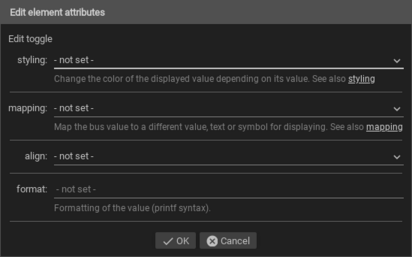 Edit element attributes
Edit toggle
styling: - not set -
Change the color of the displayed value depending on its value. See also styling
mapping: - not set -
Map the bus value to a different value, text or symbol for displaying. See also mapping
align: - not set -
format: - not set -
Formatting of the value (printf syntax).
OK Cancel